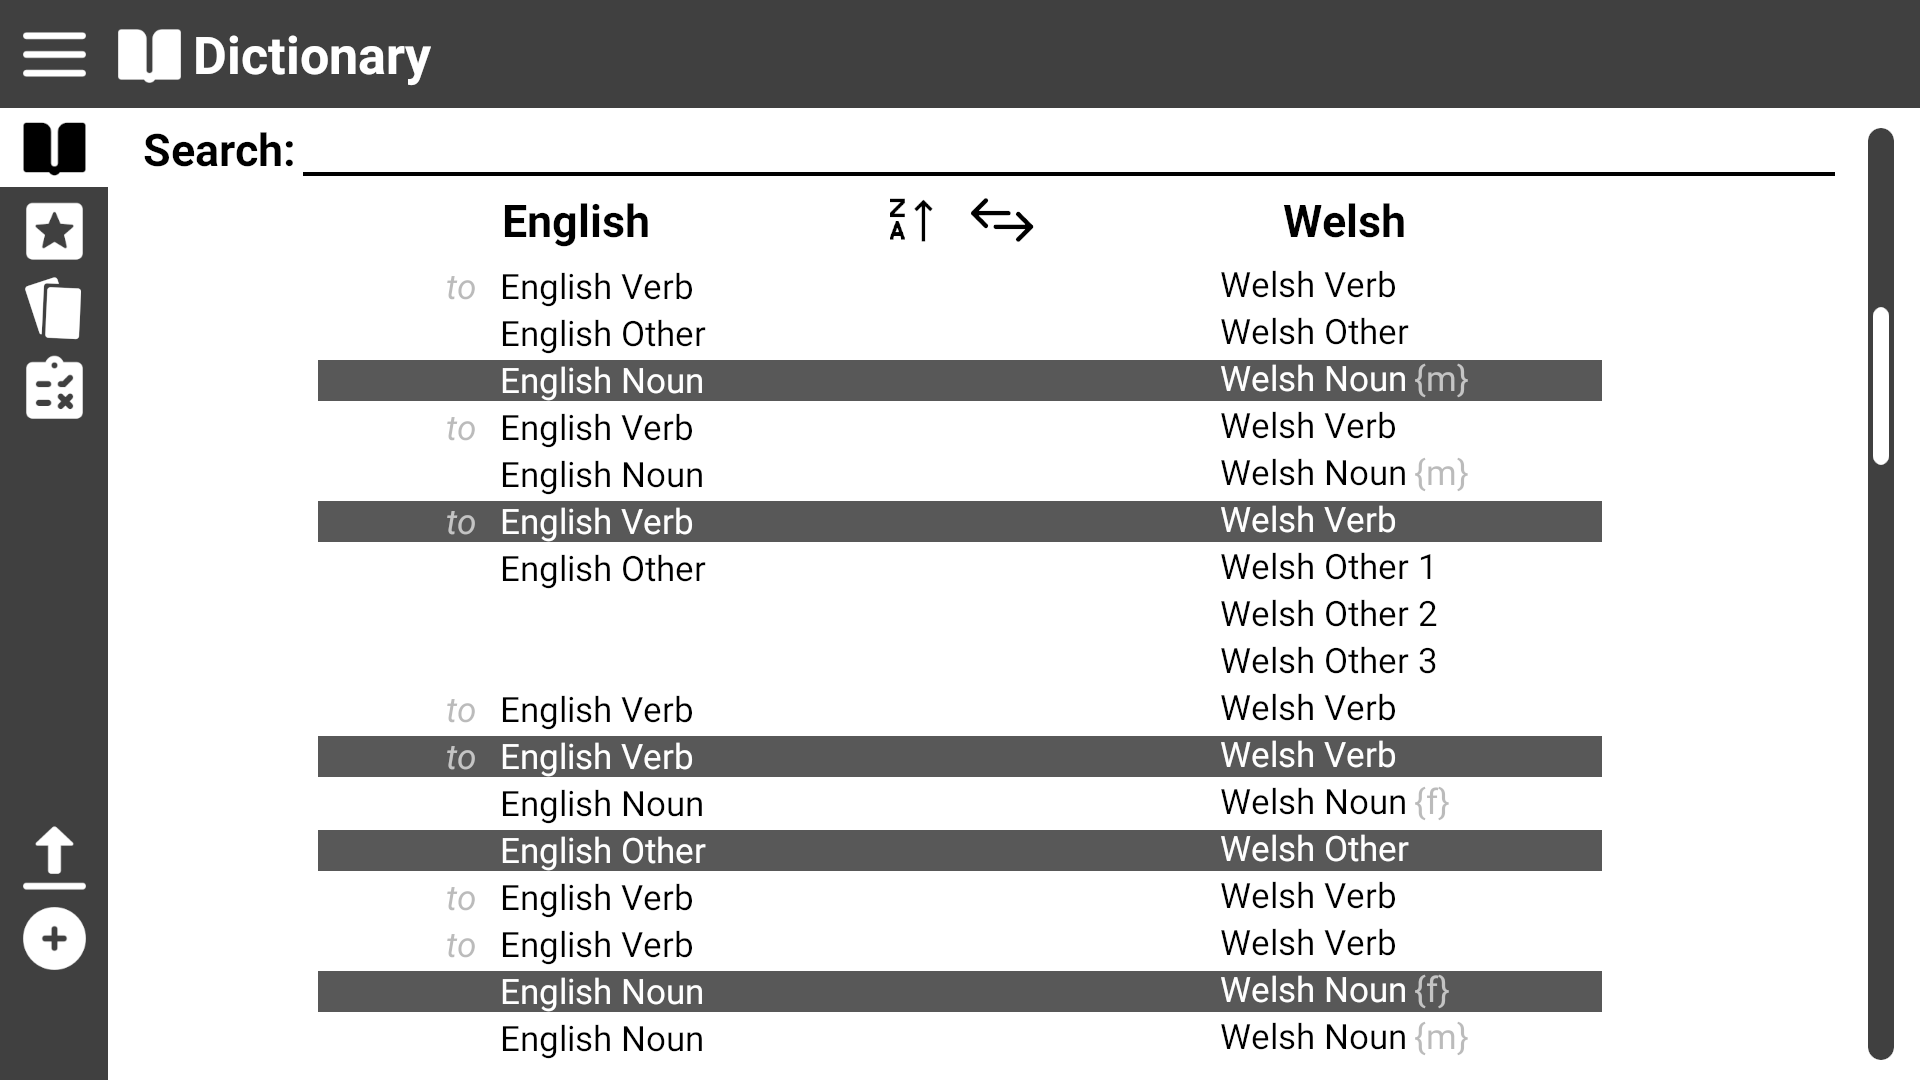 Dictionary
Search:
English Z A Welsh
to English Verb Welsh Verb
English Other Welsh Other
English Noun Welsh Noun {m}
to English Verb Welsh Verb
English Noun Welsh Noun {m}
to English Verb Welsh Verb
English Other Welsh Other 1
Welsh Other 2
Welsh Other 3
to English Verb Welsh Verb
to English Verb Welsh Verb
English Noun Welsh Noun {f}
English Other Welsh Other
to English Verb Welsh Verb
to English Verb Welsh Verb
English Noun Welsh Noun {f}
English Noun Welsh Noun {m}